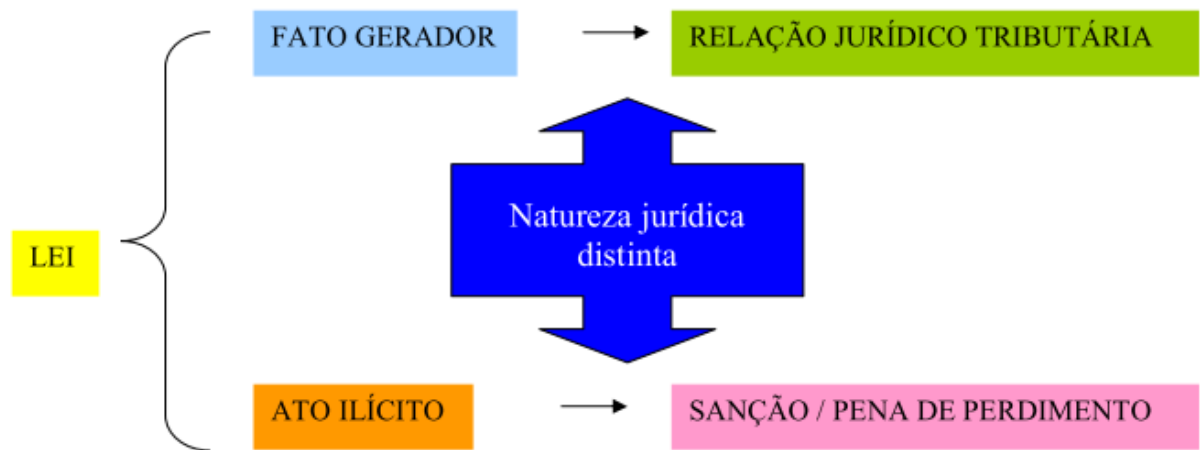 FATO GERADOR
RELAÇÃO JURÍDICO TRIBUTÁRIA
Natureza jurídica
distinta
LEI
ATO ILÍCITO
SANÇÃO / PENA DE PERDIMENTO